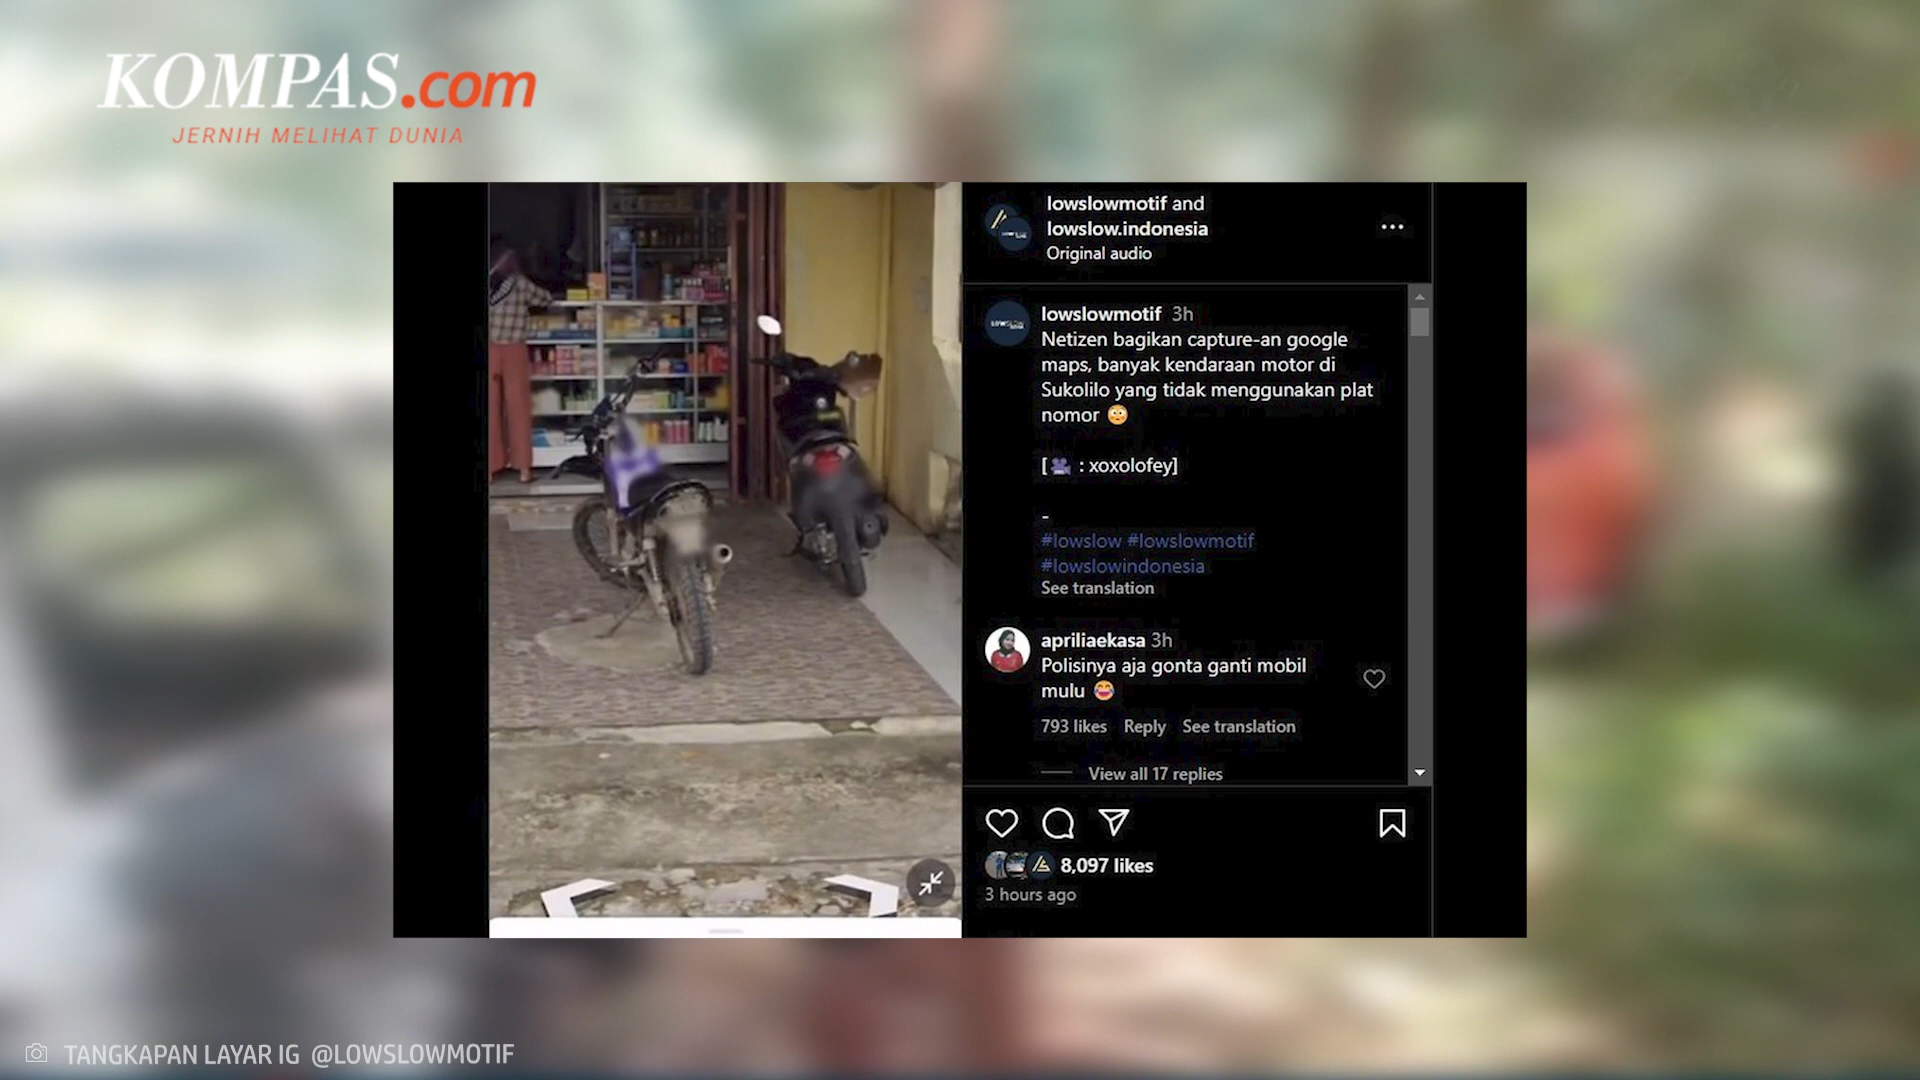 KOMPAS.com
JERNIH MELIHAT DUNIA
lowslowmotif and
lowslow.indonesia
Original audio
lowslowmotif 3h
Netizen bagikan capture-an google
maps, banyak kendaraan motor di
Sukolilo yang tidak menggunakan plat
nomor 😳
[🎥 : xoxolofey]
-
#lowslow #lowslowmotif
#lowslowindonesia
See translation
apriliaekasa 3h
Polisinya aja gonta ganti mobil
mulu 😂
793 likes Reply See translation
View all 17 replies
8,097 likes
3 hours ago
TANGKAPAN LAYAR IG @LOWSLOWMOTIF